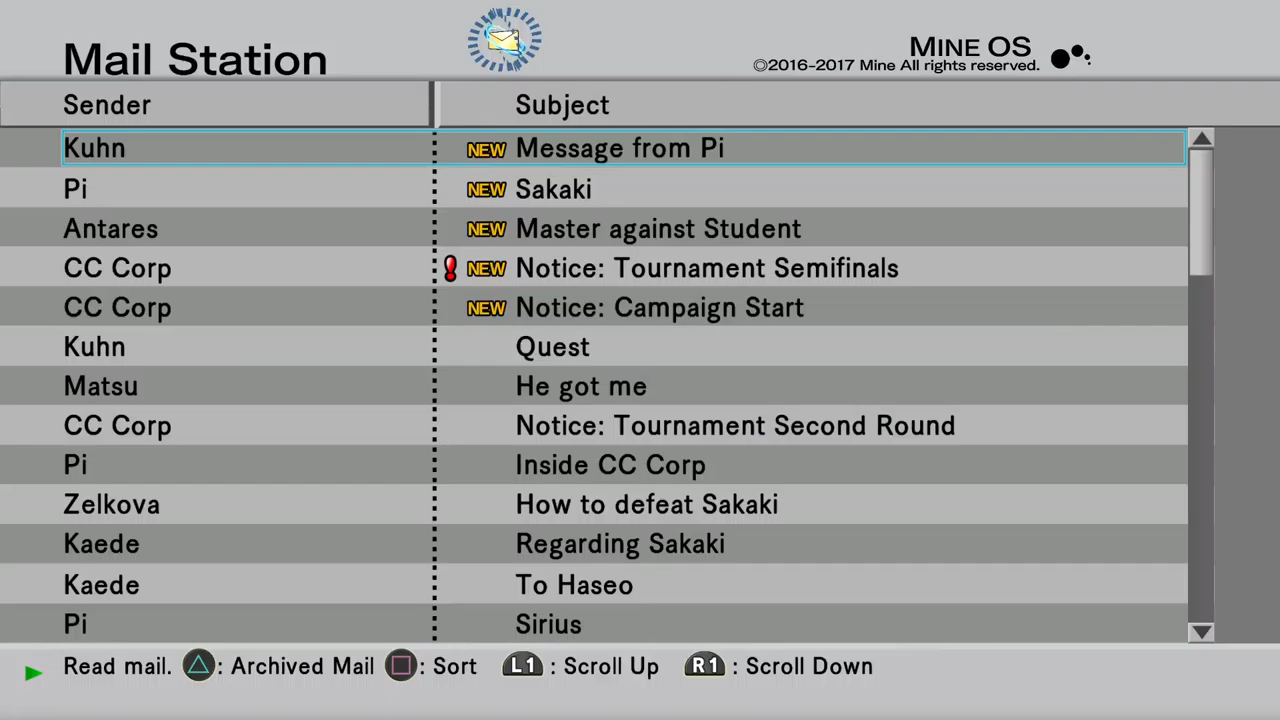 Mail Station
MINE OS
©2016-2017 Mine All rights reserved.
Sender Subject
Kuhn NEW Message from Pi
Pi NEW Sakaki
Antares NEW Master against Student
CC Corp ! NEW Notice: Tournament Semifinals
CC Corp NEW Notice: Campaign Start
Kuhn Quest
Matsu He got me
CC Corp Notice: Tournament Second Round
Pi Inside CC Corp
Zelkova How to defeat Sakaki
Kaede Regarding Sakaki
Kaede To Haseo
Pi Sirius
Read mail. : Archived Mail : Sort L1 : Scroll Up R1 : Scroll Down